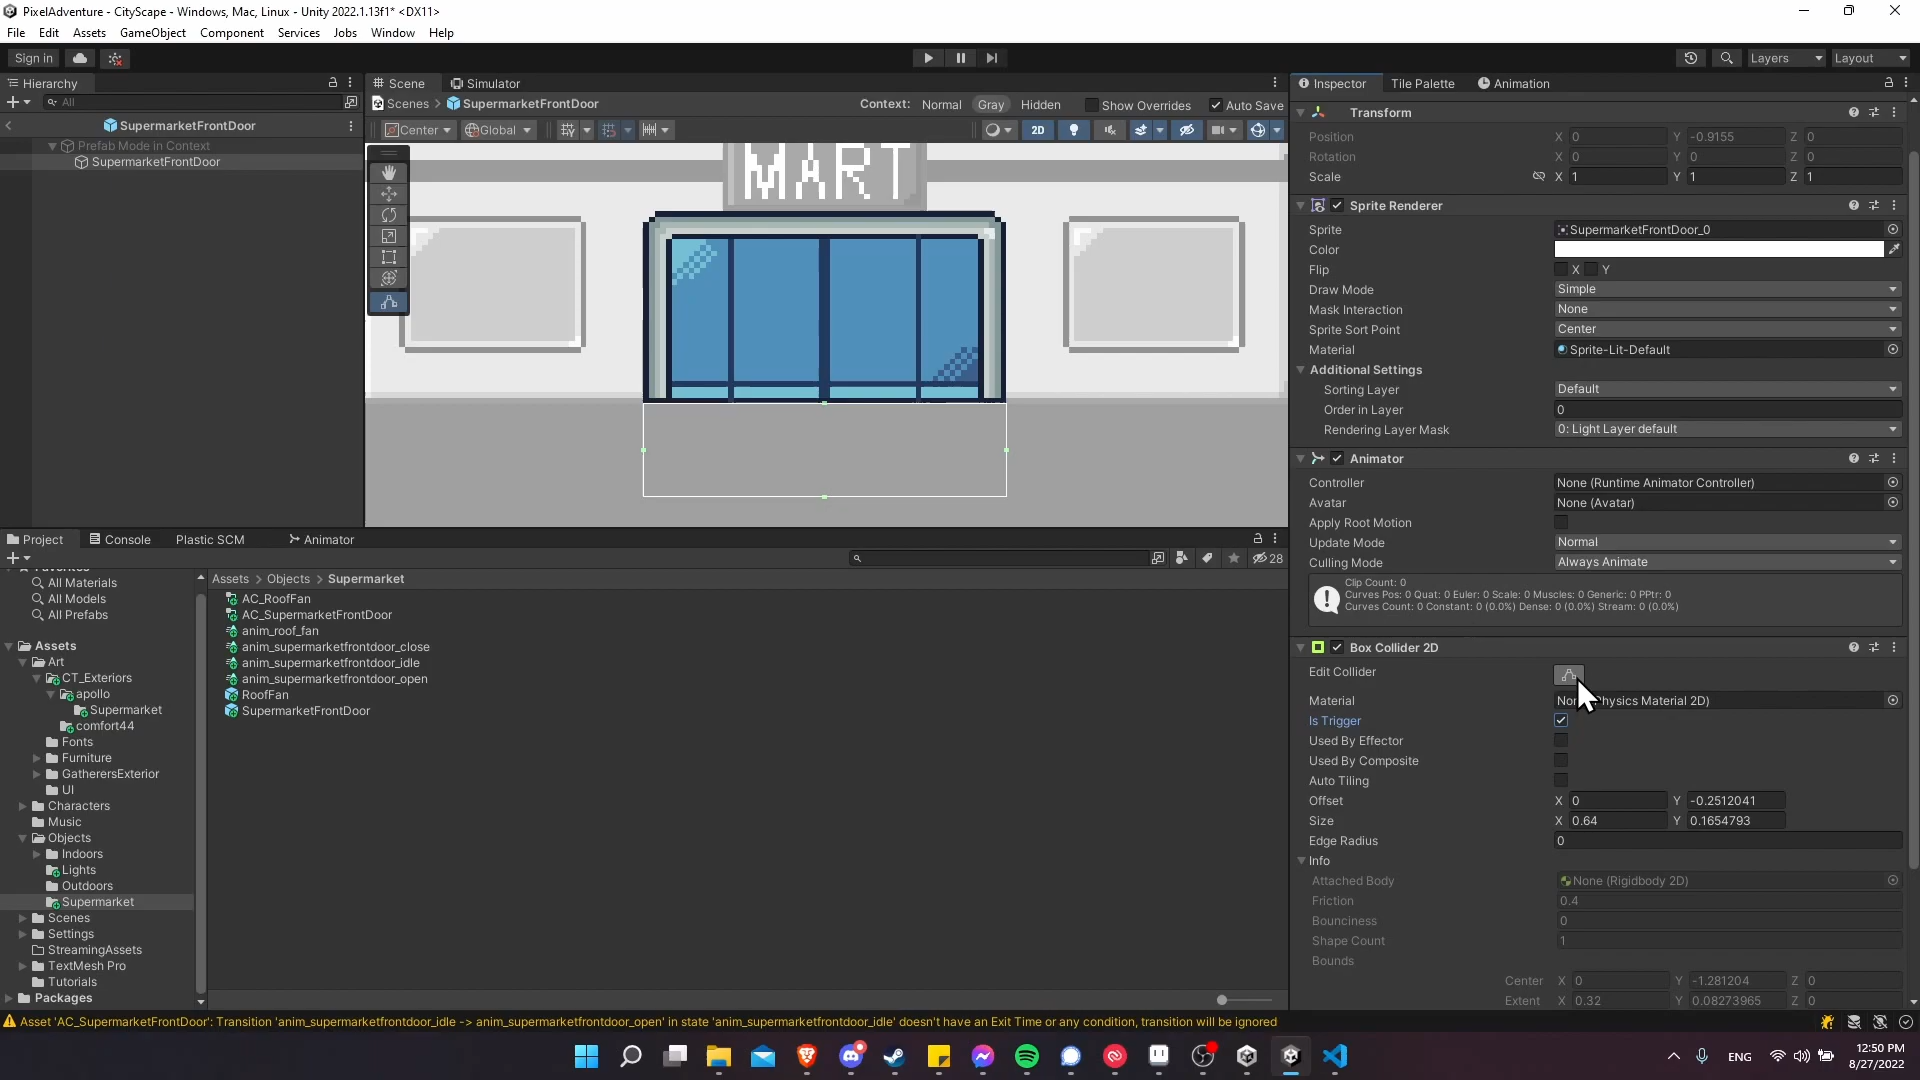 PixelAdventure - CityScape - Windows, Mac, Linux - Unity 2022.1.13f1* <DX11>
File Edit Assets GameObject Component Services Jobs Window Help
Sign in
Layers Layout
Hierarchy
Scene Simulator
Inspector Tile Palette Animation
All
Scenes > SupermarketFrontDoor
Context: Normal Gray Hidden Show Overrides Auto Save
SupermarketFrontDoor
Prefab Mode in Context
SupermarketFrontDoor
Center Global
2D
MART
Transform
Position X 0 Y -0.9155 Z 0
Rotation X 0 Y 0 Z 0
Scale X 1 Y 1 Z 1
Sprite Renderer
Sprite SupermarketFrontDoor_0
Color
Flip X Y
Draw Mode Simple
Mask Interaction None
Sprite Sort Point Center
Material Sprite-Lit-Default
Additional Settings
Sorting Layer Default
Order in Layer 0
Rendering Layer Mask 0: Light Layer default
Animator
Controller None (Runtime Animator Controller)
Avatar None (Avatar)
Apply Root Motion
Update Mode Normal
Culling Mode Always Animate
Clip Count: 0
Curves Pos: 0 Quat: 0 Euler: 0 Scale: 0 Muscles: 0 Generic: 0 PPtr: 0
Curves Count: 0 Constant: 0 (0.0%) Dense: 0 (0.0%) Stream: 0 (0.0%)
Box Collider 2D
Edit Collider
Material Physics Material 2D)
Is Trigger
Used By Effector
Used By Composite
Auto Tiling
Offset X 0 Y -0.2512041
Size X 0.64 Y 0.1654793
Edge Radius 0
Info
Attached Body None (Rigidbody 2D)
Friction 0.4
Bounciness 0
Shape Count 1
Bounds
Center X 0 Y -1.281204 Z 0
Extent X 0.32 Y 0.08273965 Z 0
Project Console Plastic SCM Animator
28
Favorites
All Materials
All Models
All Prefabs
Assets
Art
CT_Exteriors
apollo
Supermarket
comfort44
Fonts
Furniture
GatherersExterior
UI
Characters
Music
Objects
Indoors
Lights
Outdoors
Supermarket
Scenes
Settings
StreamingAssets
TextMesh Pro
Tutorials
Packages
Assets > Objects > Supermarket
AC_RoofFan
AC_SupermarketFrontDoor
anim_roof_fan
anim_supermarketfrontdoor_close
anim_supermarketfrontdoor_idle
anim_supermarketfrontdoor_open
RoofFan
SupermarketFrontDoor
Asset 'AC_SupermarketFrontDoor': Transition 'anim_supermarketfrontdoor_idle -> anim_supermarketfrontdoor_open' in state 'anim_supermarketfrontdoor_idle' doesn't have an Exit Time or any condition, transition will be ignored
ENG
12:50 PM
8/27/2022